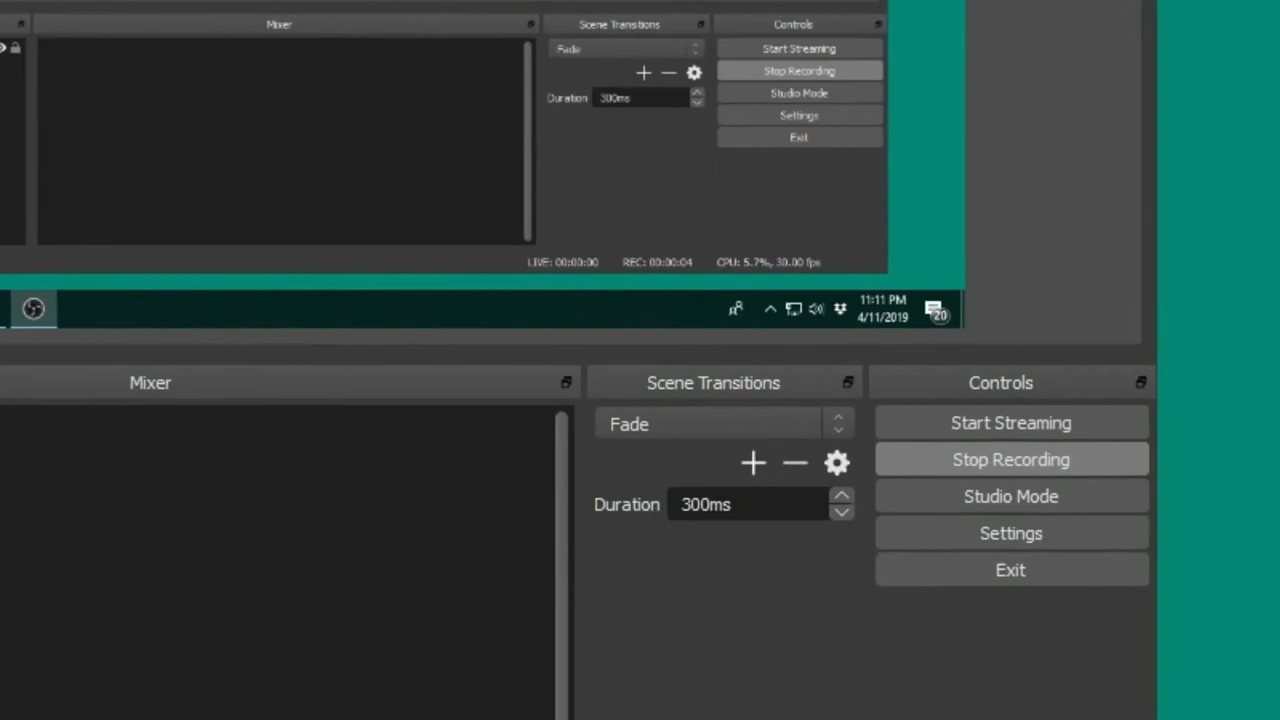 Mixer
Scene Transitions
Controls
Fade
Start Streaming
Stop Recording
Duration 300ms
Studio Mode
Settings
Exit
LIVE: 00:00:00 REC: 00:00:04 CPU: 5.7%, 30.00 fps
11:11 PM
4/11/2019
20
Mixer
Scene Transitions
Controls
Fade
Start Streaming
Stop Recording
Duration 300ms
Studio Mode
Settings
Exit